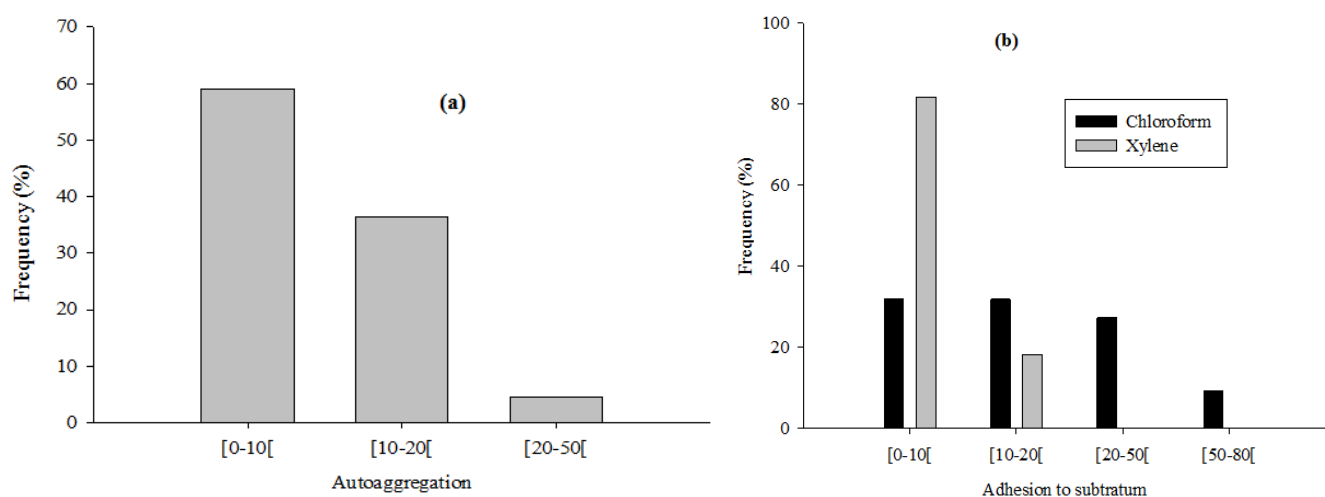 (a)
Frequency (%)
70
60
50
40
30
20
10
0
[0-10[ [10-20[ [20-50[
Autoaggregation
(b)
Chloroform
Xylene
Frequency (%)
100
80
60
40
20
0
[0-10[ [10-20[ [20-50[ [50-80[
Adhesion to subtratum